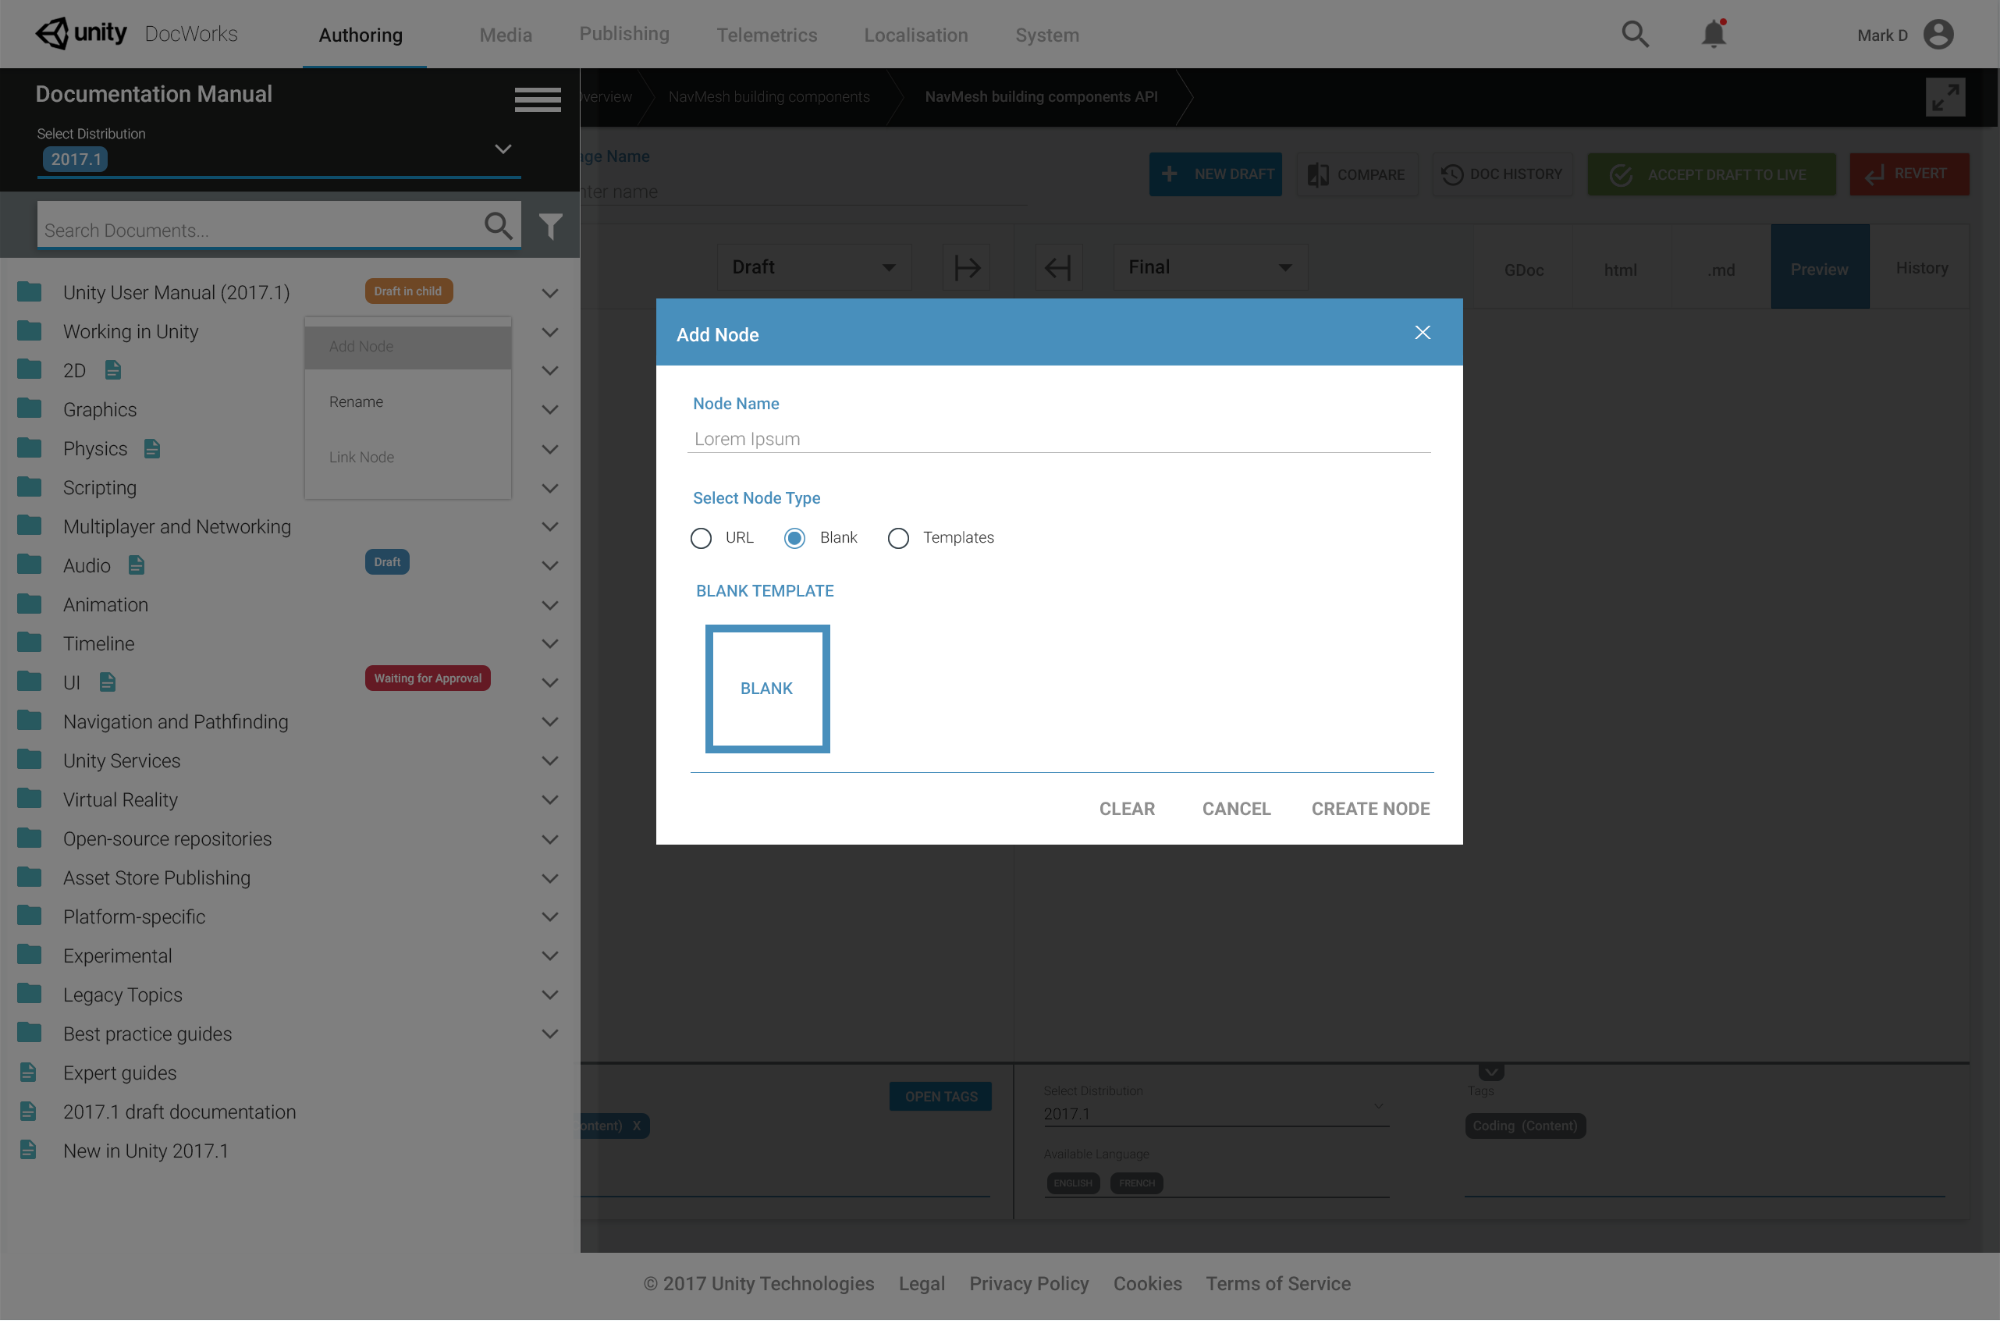 unity DocWorks Authoring Media Publishing Telemetrics Localisation System Mark D
Documentation Manual
Select Distribution
2017.1
Search Documents...
Unity User Manual (2017.1) Draft in child
Working in Unity
2D
Graphics
Physics
Scripting
Multiplayer and Networking
Audio Draft
Animation
Timeline
UI Waiting for Approval
Navigation and Pathfinding
Unity Services
Virtual Reality
Open-source repositories
Asset Store Publishing
Platform-specific
Experimental
Legacy Topics
Best practice guides
Expert guides
2017.1 draft documentation
New in Unity 2017.1
Add Node
Rename
Link Node
NavMesh building components NavMesh building components API
Name
name
NEW DRAFT COMPARE DOC HISTORY ACCEPT DRAFT TO LIVE REVERT
Draft Final GDoc html .md Preview History
Add Node
Node Name
Lorem Ipsum
Select Node Type
URL Blank Templates
BLANK TEMPLATE
BLANK
CLEAR CANCEL CREATE NODE
OPEN TAGS
X
Select Distribution
2017.1
Available Language
ENGLISH FRENCH
Tags
Coding (Content)
© 2017 Unity Technologies Legal Privacy Policy Cookies Terms of Service